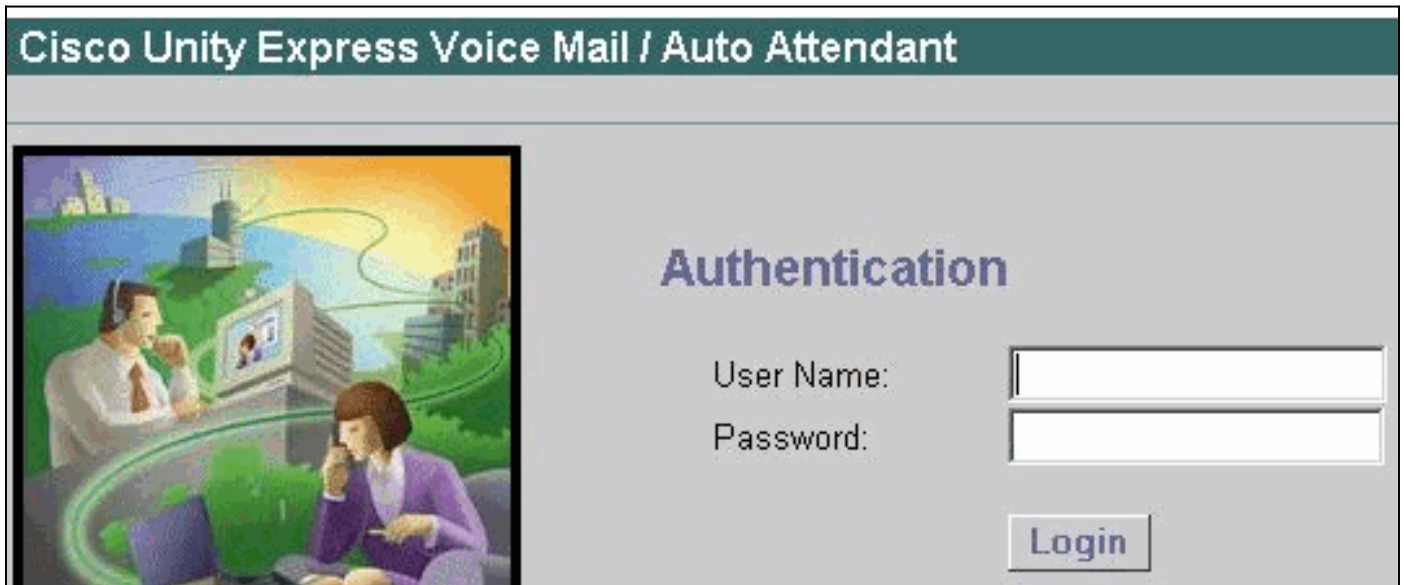 Cisco Unity Express Voice Mail / Auto Attendant
Authentication
User Name:
Password:
Login